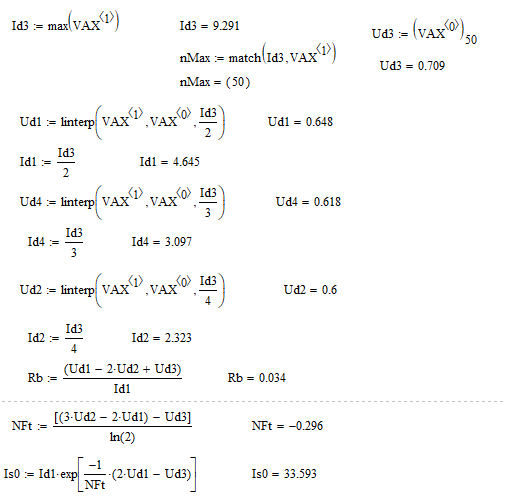 Id3 := max(VAX^⟨1⟩) Id3 = 9.291
nMax := match(Id3, VAX^⟨1⟩) Ud3 := (VAX^⟨0⟩)_50
nMax = (50) Ud3 = 0.709
Ud1 := linterp(VAX^⟨1⟩, VAX^⟨0⟩, Id3/2) Ud1 = 0.648
Id1 := Id3/2 Id1 = 4.645
Ud4 := linterp(VAX^⟨1⟩, VAX^⟨0⟩, Id3/3) Ud4 = 0.618
Id4 := Id3/3 Id4 = 3.097
Ud2 := linterp(VAX^⟨1⟩, VAX^⟨0⟩, Id3/4) Ud2 = 0.6
Id2 := Id3/4 Id2 = 2.323
Rb := (Ud1 − 2·Ud2 + Ud3)/Id1 Rb = 0.034
NFt := [(3·Ud2 − 2·Ud1) − Ud3]/ln(2) NFt = −0.296
Is0 := Id1·exp[−1/NFt·(2·Ud1 − Ud3)] Is0 = 33.593